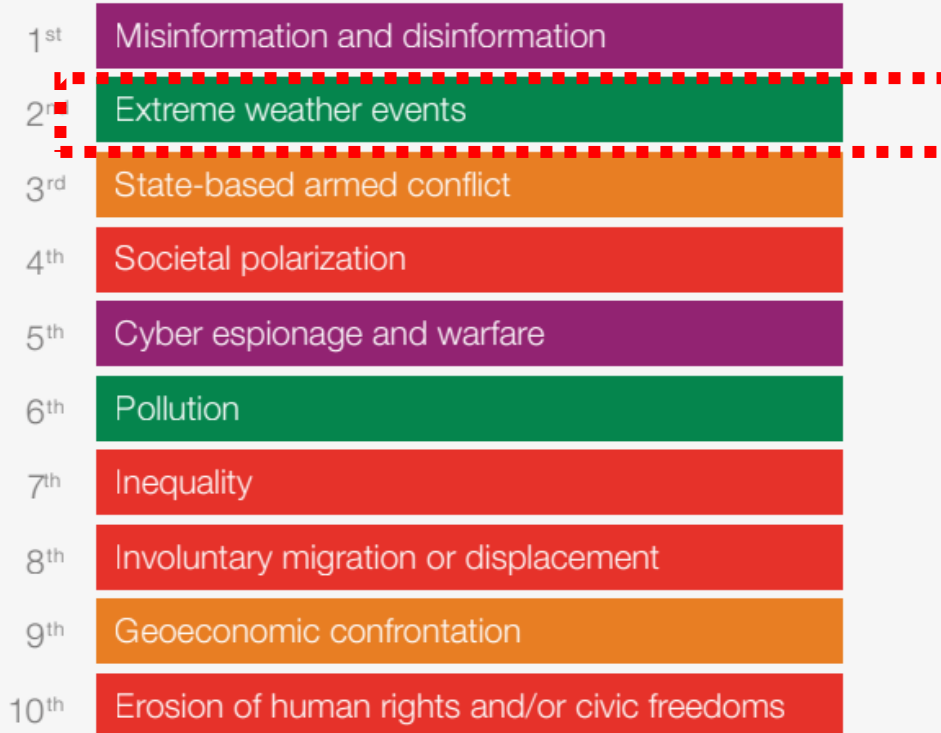 1st Misinformation and disinformation
2nd Extreme weather events
3rd State-based armed conflict
4th Societal polarization
5th Cyber espionage and warfare
6th Pollution
7th Inequality
8th Involuntary migration or displacement
9th Geoeconomic confrontation
10th Erosion of human rights and/or civic freedoms